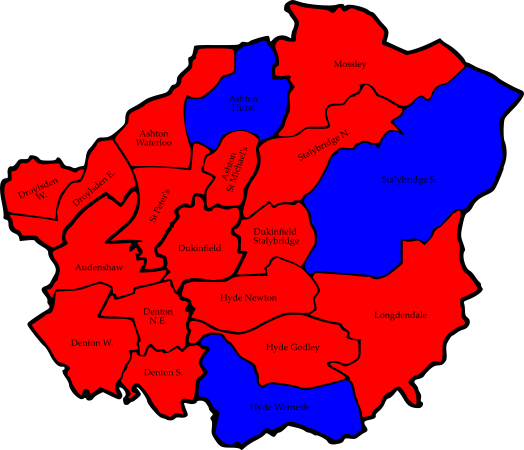 Mossley
Ashton
Hurst
Ashton
Waterloo
Stalybridge N.
Ashton
St Michael's
Droylsden E.
Droylsden
W.
Stalybridge S.
St Peter's
Dukinfield
Dukinfield
Stalybridge
Audenshaw
Hyde Newton
Denton
N.E.
Longdendale
Denton W.
Hyde Godley
Denton S.
Hyde Werneth